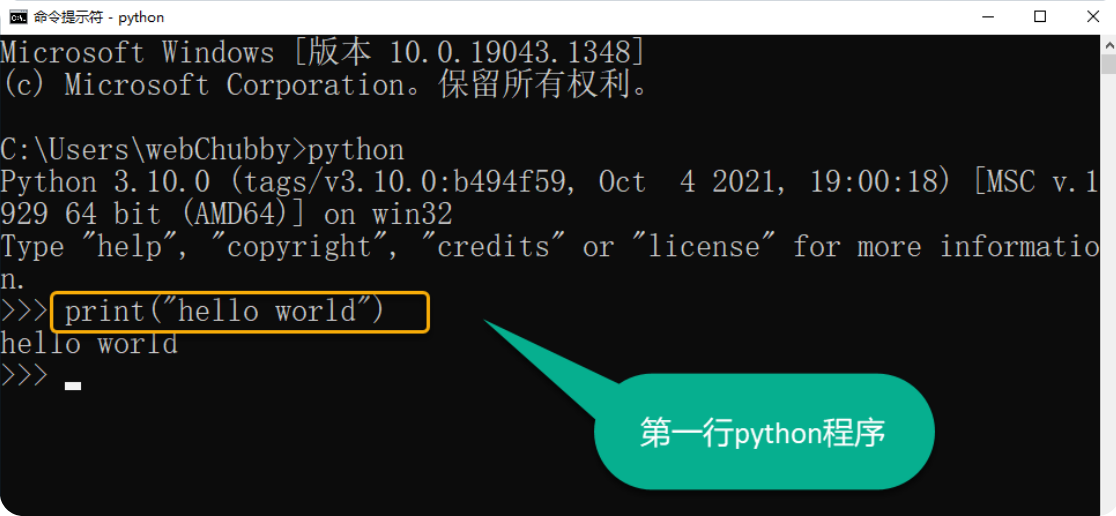 命令提示符 - python
Microsoft Windows [版本 10.0.19043.1348]
(c) Microsoft Corporation。保留所有权利。
C:\Users\webChubby>python
Python 3.10.0 (tags/v3.10.0:b494f59, Oct  4 2021, 19:00:18) [MSC v.1
929 64 bit (AMD64)] on win32
Type "help", "copyright", "credits" or "license" for more informatio
n.
>>> print("hello world")
hello world
>>>
第一行python程序